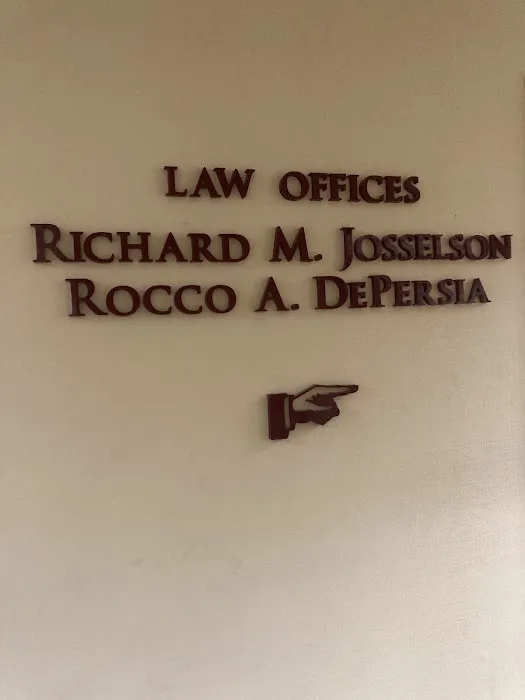 LAW OFFICES
RICHARD M. JOSSELSON
ROCCO A. DEPERSIA